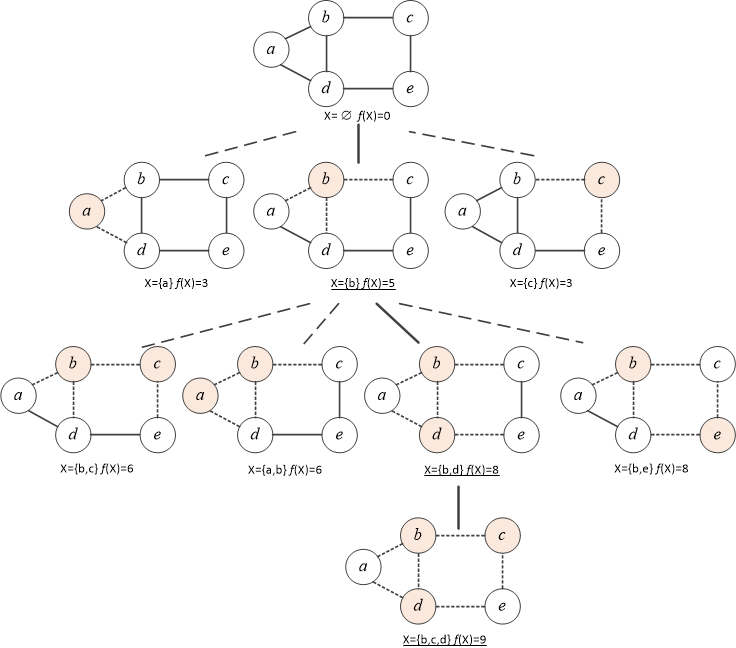 b c
a
d e
X= ∅ f(X)=0
b c b c b c
a a a
d e d e d e
X={a} f(X)=3 X={b} f(X)=5 X={c} f(X)=3
b c b c b c b c
a a a a
d e d e d e d e
X={b,c} f(X)=6 X={a,b} f(X)=6 X={b,d} f(X)=8 X={b,e} f(X)=8
b c
a
d e
X={b,c,d} f(X)=9